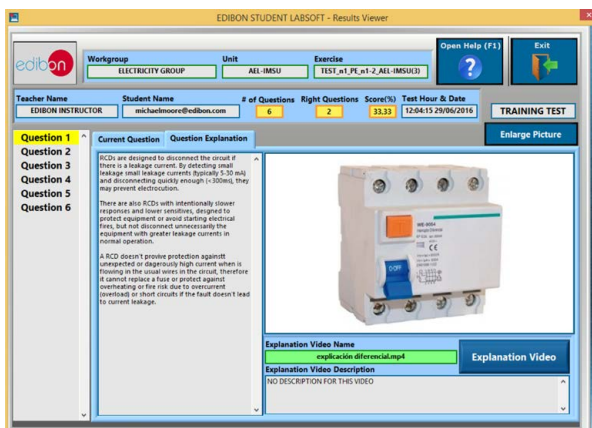 EDIBON STUDENT LABSOFT - Results Viewer
edibon
Workgroup
ELECTRICITY GROUP
Unit
AEL-IMSU
Exercise
TEST_n1_PE_n1-2_AEL-IMSU(3)
Open Help (F1)
?
Exit
Teacher Name
EDIBON INSTRUCTOR
Student Name
michaelmoore@edibon.com
# of Questions
6
Right Questions
2
Score(%)
33.33
Test Hour & Date
12:04:15 29/06/2016
TRAINING TEST
Enlarge Picture
Question 1
Question 2
Question 3
Question 4
Question 5
Question 6
Current Question
Question Explanation
RCDs are designed to disconnect the circuit if
there is a leakage current. By detecting small
leakage small leakage currents (typically 5-30 mA)
and disconnecting quickly enough (<300ms), they
may prevent electrocution.
There are also RCDs with intentionally slower
responses and lower sensitives, designed to
protect equipment or avoid starting electrical
fires, but not disconnect unnecessarily the
equipment with greater leakage currents in
normal operation.
A RCD doesn't provive protection againstt
unexpected or dagerously high current when is
flowing in the usual wires in the circuit, therefore
it cannot replace a fuse or protect against
overheating or fire risk due to overcurrent
(overload) or short circuits if the fault doesn't lead
to current leakage.
CE
D OFF
Explanation Video Name
explicación diferencial.mp4
Explanation Video Description
NO DESCRIPTION FOR THIS VIDEO
Explanation Video